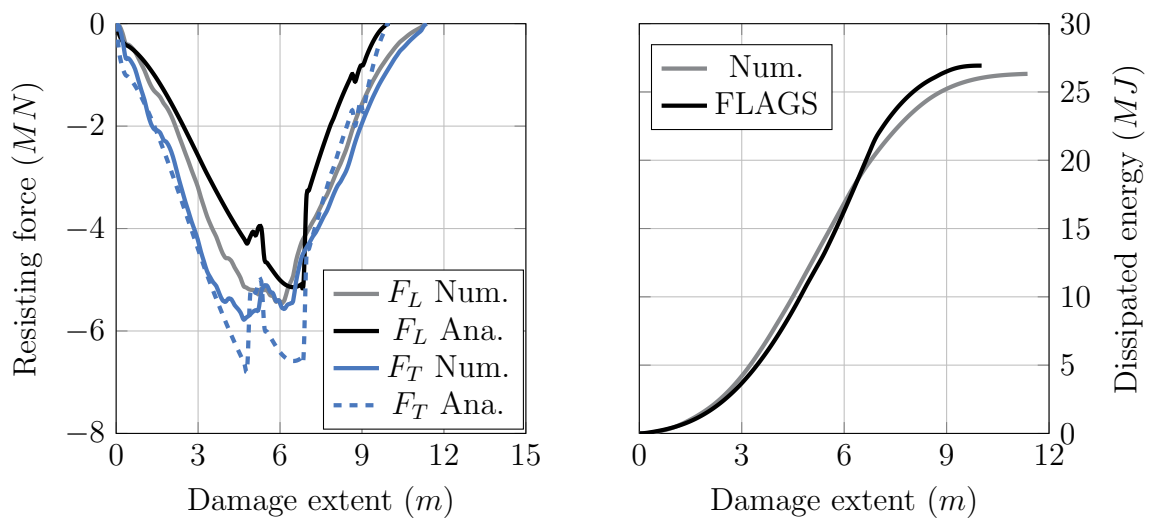 0
−2
−4
−6
−8
0 3 6 9 12 15
Resisting force (MN)
Damage extent (m)
F_L Num.
F_L Ana.
F_T Num.
F_T Ana.
30
25
20
15
10
5
0
0 3 6 9 12
Dissipated energy (MJ)
Damage extent (m)
Num.
FLAGS